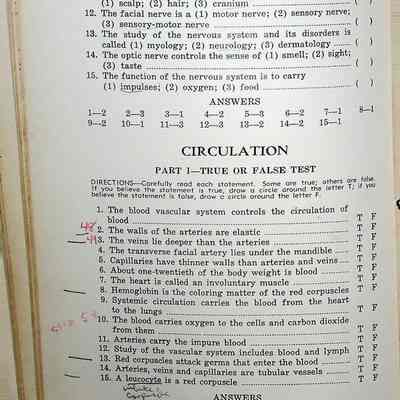 (1) scalp; (2) hair; (3) cranium ( )
12. The facial nerve is a (1) motor nerve; (2) sensory nerve;
(3) sensory-motor nerve ( )
13. The study of the nervous system and its disorders is
called (1) myology; (2) neurology; (3) dermatology ( )
14. The optic nerve controls the sense of (1) smell; (2) sight;
(3) taste ( )
15. The function of the nervous system is to carry
(1) impulses; (2) oxygen; (3) food ( )
ANSWERS
1—2 2—3 3—1 4—2 5—3 6—2 7—1 8—1
9—2 10—1 11—3 12—3 13—2 14—2 15—1
CIRCULATION
PART I—TRUE OR FALSE TEST
DIRECTIONS—Carefully read each statement. Some are true; others are false.
If you believe the statement is true, draw a circle around the letter T; if you
believe the statement is false, draw a circle around the letter F.
1. The blood vascular system controls the circulation of
blood T F
48 2. The walls of the arteries are elastic T F
49 3. The veins lie deeper than the arteries T F
4. The transverse facial artery lies under the mandible T F
5. Capillaries have thinner walls than arteries and veins T F
6. About one-twentieth of the body weight is blood T F
7. The heart is called an involuntary muscle T F
8. Hemoglobin is the coloring matter of the red corpuscles T F
9. Systemic circulation carries the blood from the heart
to the lungs T F
10. The blood carries oxygen to the cells and carbon dioxide
from them T F
11. Arteries carry the impure blood T F
12. Study of the vascular system includes blood and lymph T F
13. Red corpuscles attack germs that enter the blood T F
14. Arteries, veins and capillaries are tubular vessels T F
15. A leucocyte is a red corpuscle T F
white
corpuscle
ANSWERS